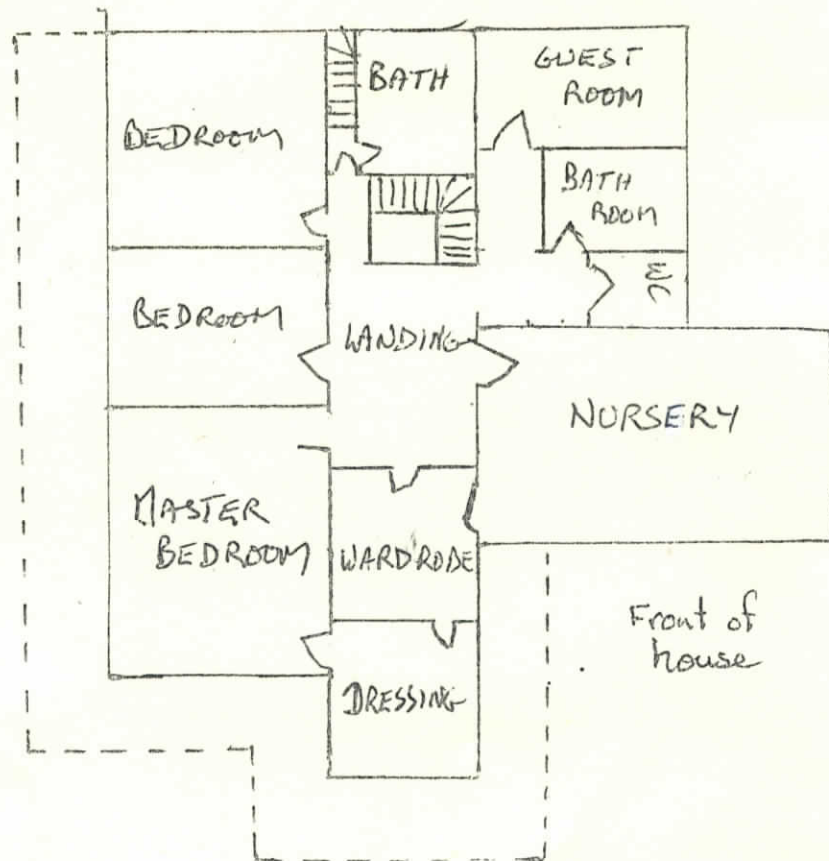 BEDROOM
BATH
GUEST
ROOM
BATH
ROOM
WC
BEDROOM
LANDING
NURSERY
MASTER
BEDROOM
WARDROBE
DRESSING
Front of
house